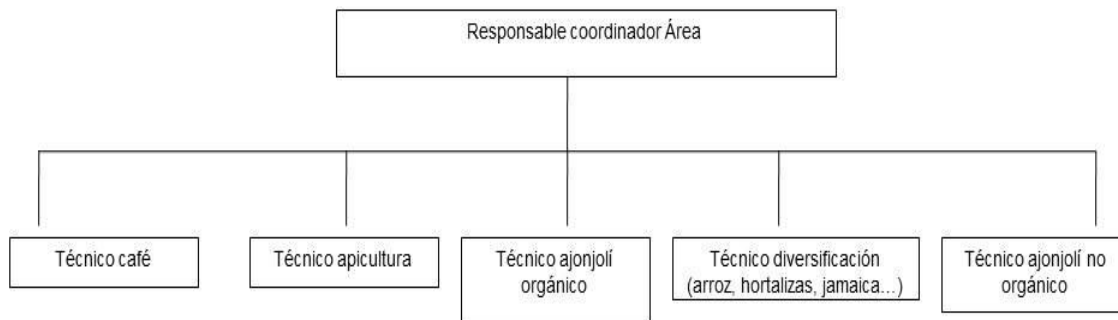 Responsable coordinador Área
Técnico café
Técnico apicultura
Técnico ajonjolí
orgánico
Técnico diversificación
(arroz, hortalizas, jamaica…)
Técnico ajonjolí no
orgánico